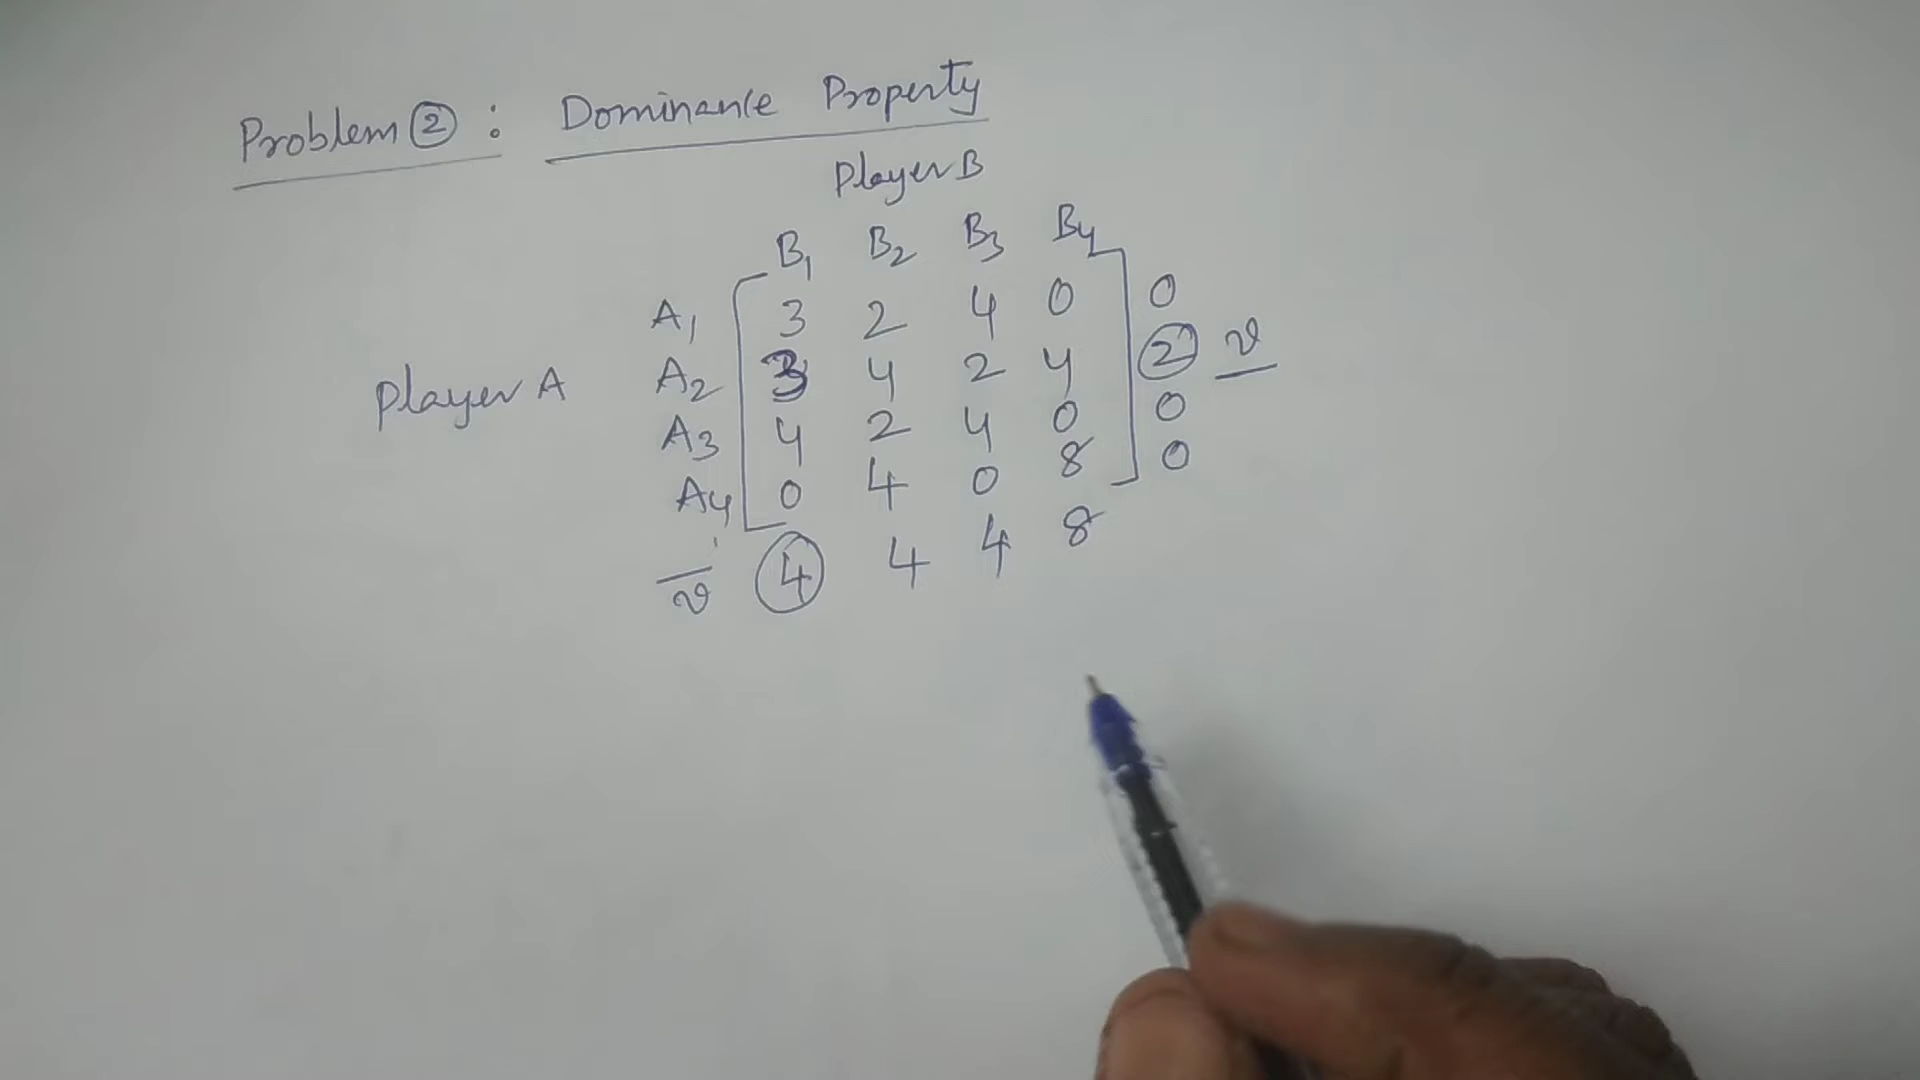 Problem ② : Dominance Property
Player B
B1 B2 B3 B4
A1 3 2 4 0 0
Player A A2 3 4 2 4 ② v
A3 4 2 4 0 0
A4 0 4 0 8 0
v ④ 4 4 8